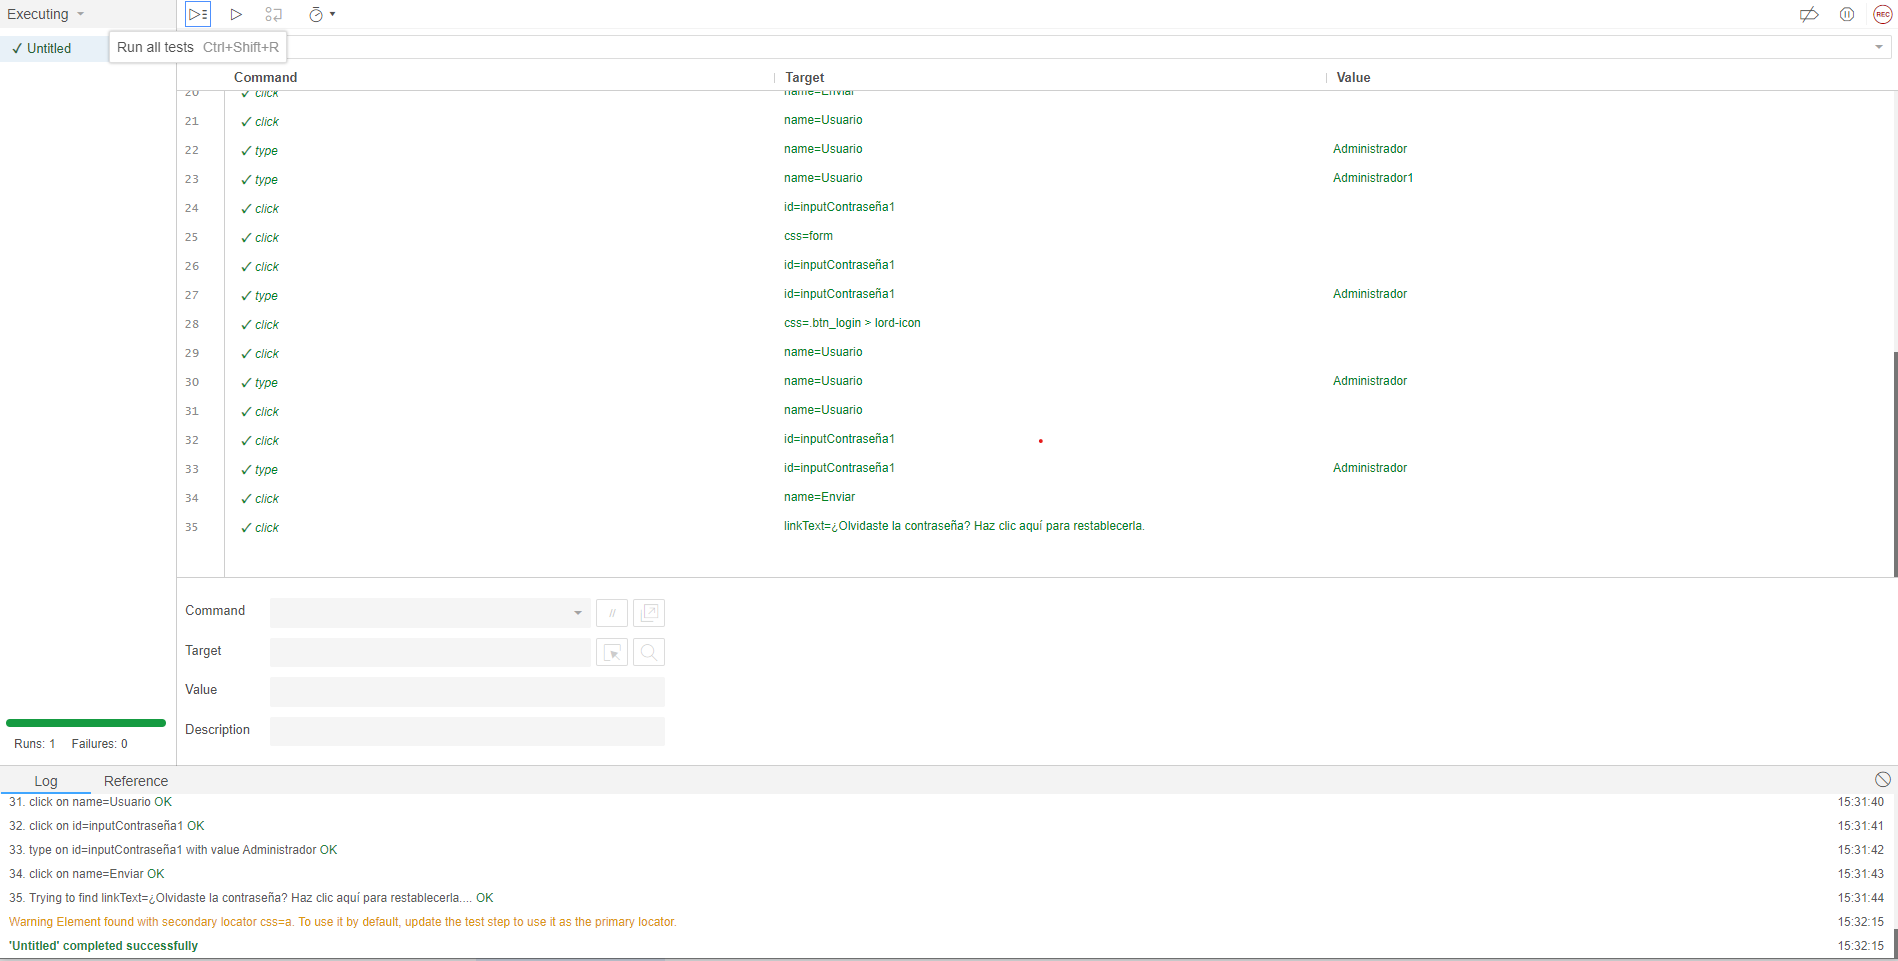 Executing
REC
✓ Untitled
Run all tests Ctrl+Shift+R
Command Target Value
20 ✓ click name=Enviar
21 ✓ click name=Usuario
22 ✓ type name=Usuario Administrador
23 ✓ type name=Usuario Administrador1
24 ✓ click id=inputContraseña1
25 ✓ click css=form
26 ✓ click id=inputContraseña1
27 ✓ type id=inputContraseña1 Administrador
28 ✓ click css=.btn_login > lord-icon
29 ✓ click name=Usuario
30 ✓ type name=Usuario Administrador
31 ✓ click name=Usuario
32 ✓ click id=inputContraseña1
33 ✓ type id=inputContraseña1 Administrador
34 ✓ click name=Enviar
35 ✓ click linkText=¿Olvidaste la contraseña? Haz clic aquí para restablecerla.
Command //
Target
Value
Description
Runs: 1 Failures: 0
Log Reference
31. click on name=Usuario OK 15:31:40
32. click on id=inputContraseña1 OK 15:31:41
33. type on id=inputContraseña1 with value Administrador OK 15:31:42
34. click on name=Enviar OK 15:31:43
35. Trying to find linkText=¿Olvidaste la contraseña? Haz clic aquí para restablecerla.... OK 15:31:44
Warning Element found with secondary locator css=a. To use it by default, update the test step to use it as the primary locator. 15:32:15
'Untitled' completed successfully 15:32:15